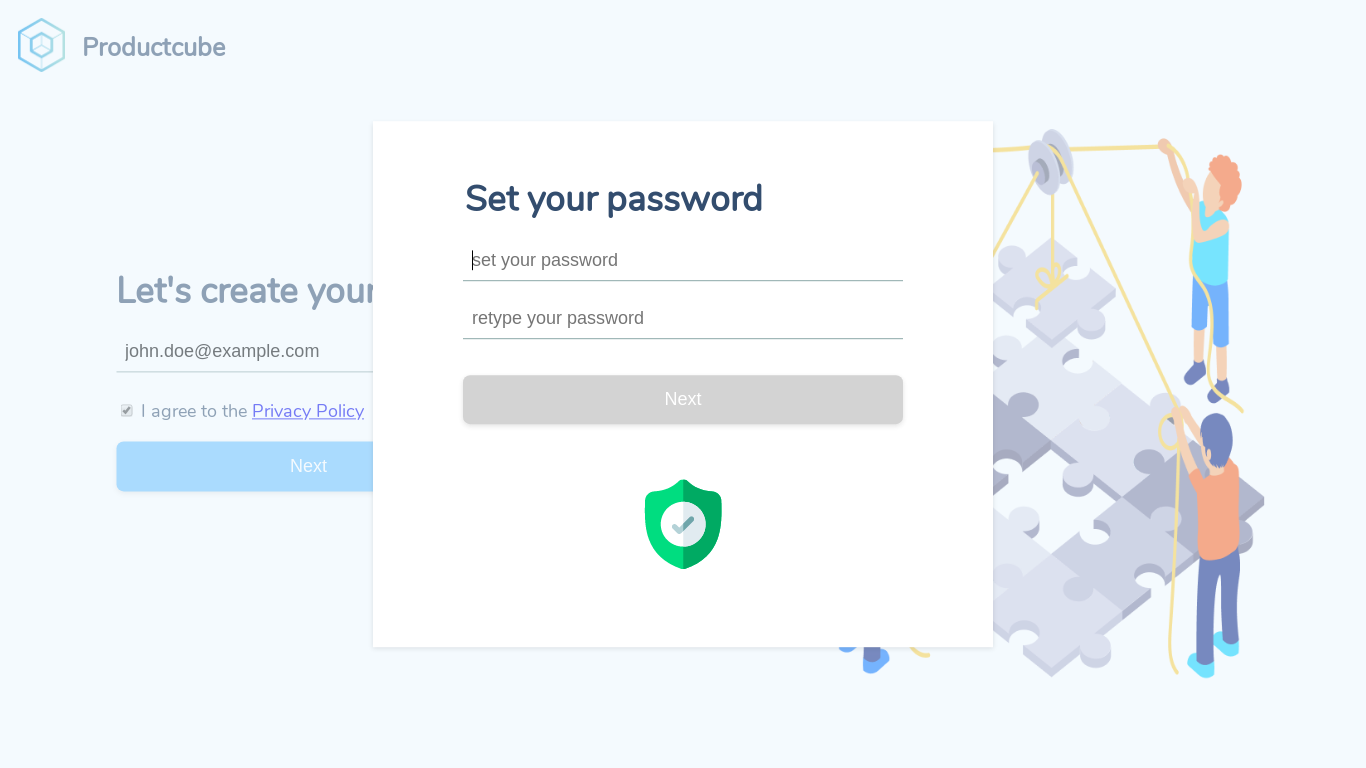 Productcube
Set your password
set your password
retype your password
Next
Let's create your
john.doe@example.com
I agree to the Privacy Policy
Next